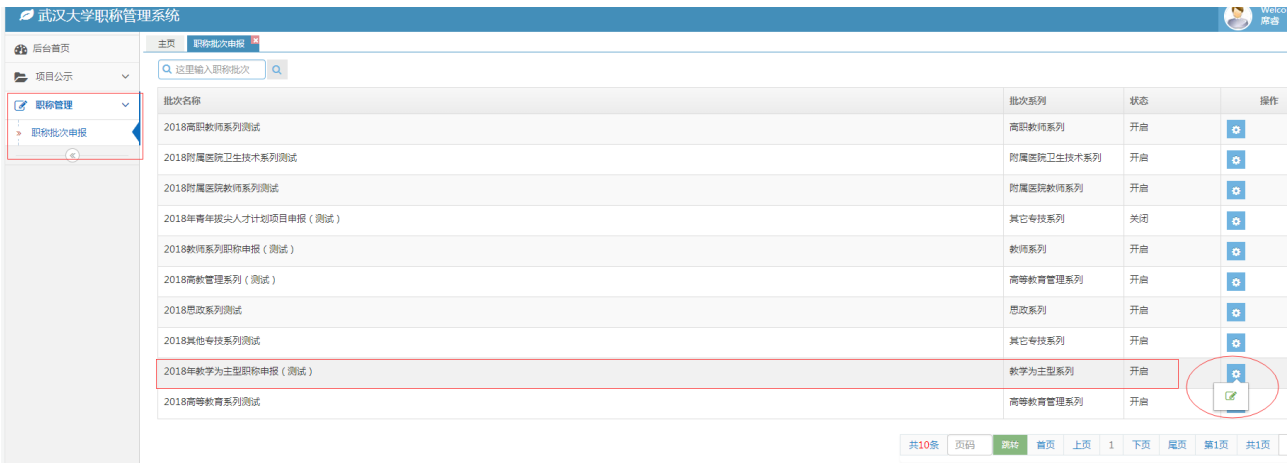 武汉大学职称管理系统
Welco
席睿
后台首页
主页 职称批次申报
项目公示
这里输入职称批次
职称管理
职称批次申报
批次名称 批次系列 状态 操作
2018高职教师系列测试 高职教师系列 开启
2018附属医院卫生技术系列测试 附属医院卫生技术系列 开启
2018附属医院教师系列测试 附属医院教师系列 开启
2018年青年拔尖人才计划项目申报（测试） 其它专技系列 关闭
2018教师系列职称申报（测试） 教师系列 开启
2018高教管理系列（测试） 高等教育管理系列 开启
2018思政系列测试 思政系列 开启
2018其他专技系列测试 其它专技系列 开启
2018年教学为主型职称申报（测试） 教学为主型系列 开启
2018高等教育系列测试 高等教育管理系列 开启
共10条 页码 跳转 首页 上页 1 下页 尾页 第1页 共1页